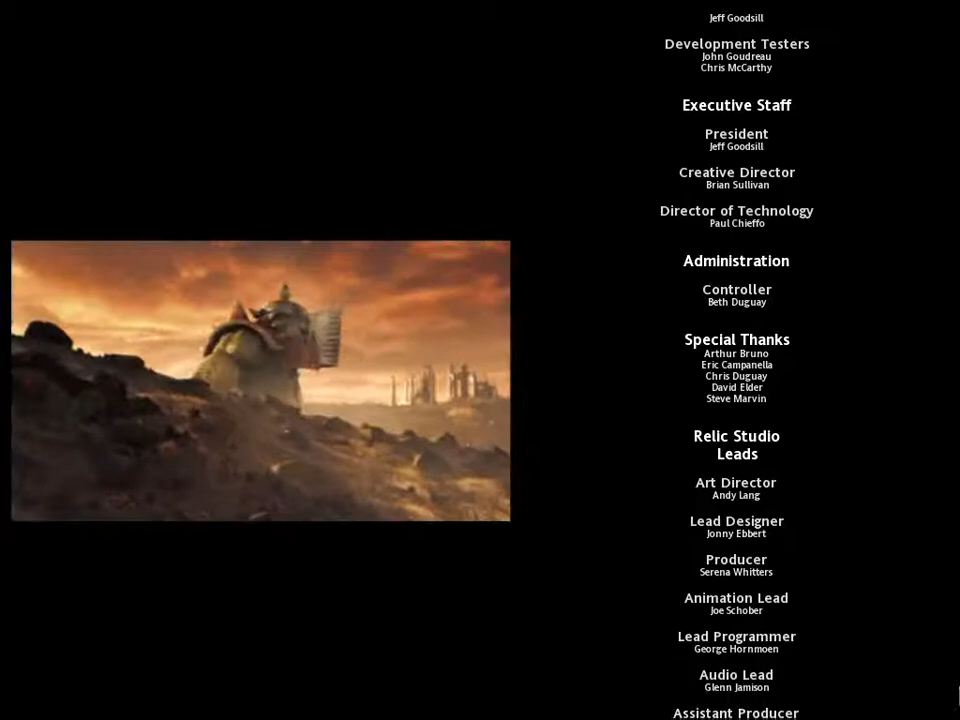 Jeff Goodsill
Development Testers
John Goudreau
Chris McCarthy
Executive Staff
President
Jeff Goodsill
Creative Director
Brian Sullivan
Director of Technology
Paul Chieffo
Administration
Controller
Beth Duguay
Special Thanks
Arthur Bruno
Eric Campanella
Chris Duguay
David Elder
Steve Marvin
Relic Studio
Leads
Art Director
Andy Lang
Lead Designer
Jonny Ebbert
Producer
Serena Whitters
Animation Lead
Joe Schober
Lead Programmer
George Hornmoen
Audio Lead
Glenn Jamison
Assistant Producer